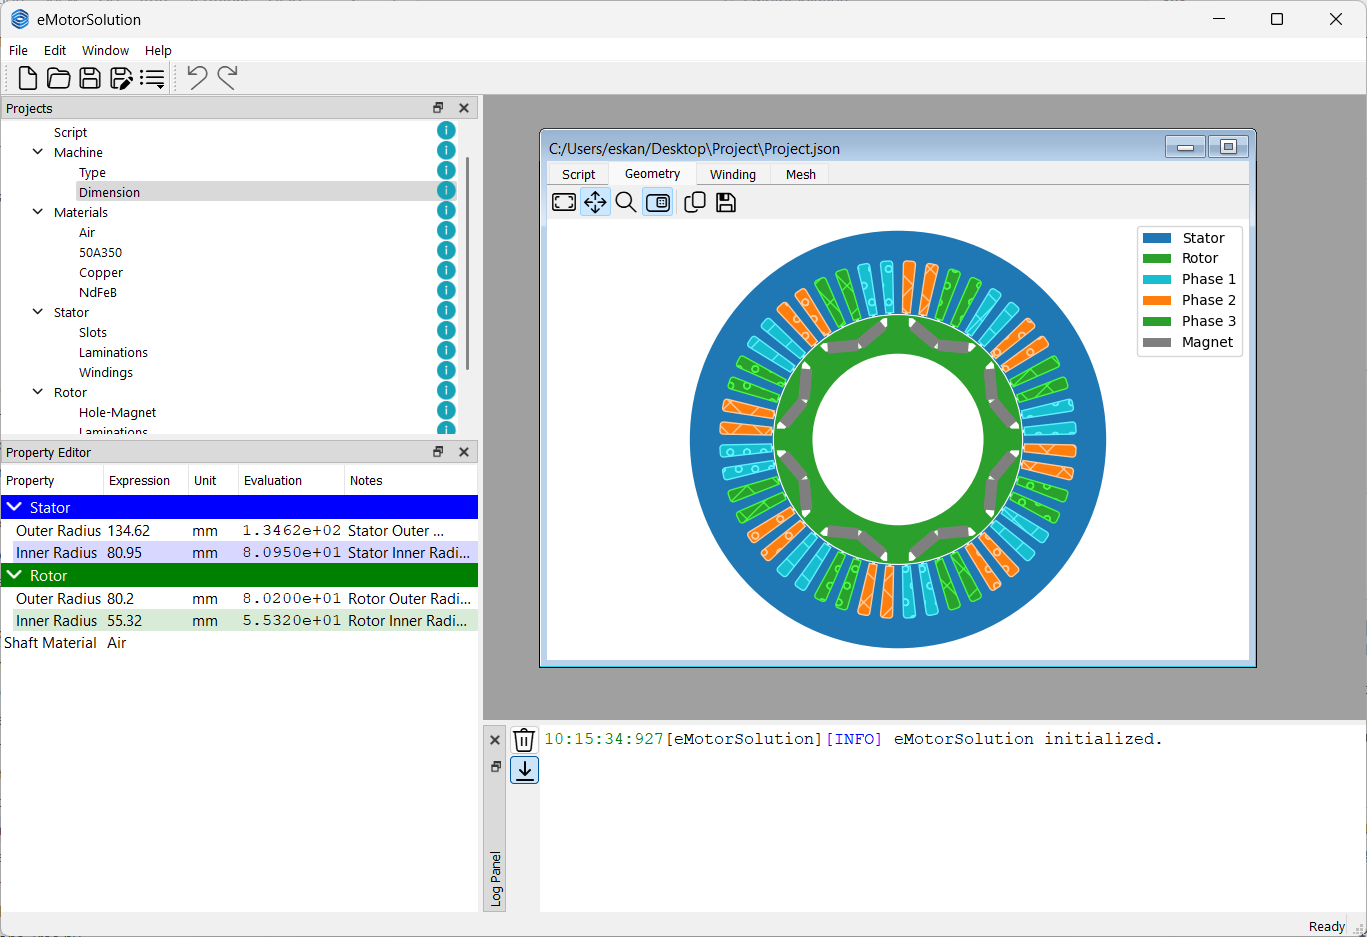 eMotorSolution
File Edit Window Help
Projects
Script
Machine
Type
Dimension
Materials
Air
50A350
Copper
NdFeB
Stator
Slots
Laminations
Windings
Rotor
Hole-Magnet
Laminations
Property Editor
Property Expression Unit Evaluation Notes
Stator
Outer Radius 134.62 mm 1.3462e+02 Stator Outer ...
Inner Radius 80.95 mm 8.0950e+01 Stator Inner Radi...
Rotor
Outer Radius 80.2 mm 8.0200e+01 Rotor Outer Radi...
Inner Radius 55.32 mm 5.5320e+01 Rotor Inner Radi...
Shaft Material Air
C:/Users/eskan/Desktop\Project\Project.json
Script Geometry Winding Mesh
Stator
Rotor
Phase 1
Phase 2
Phase 3
Magnet
Log Panel
10:15:34:927[eMotorSolution][INFO] eMotorSolution initialized.
Ready